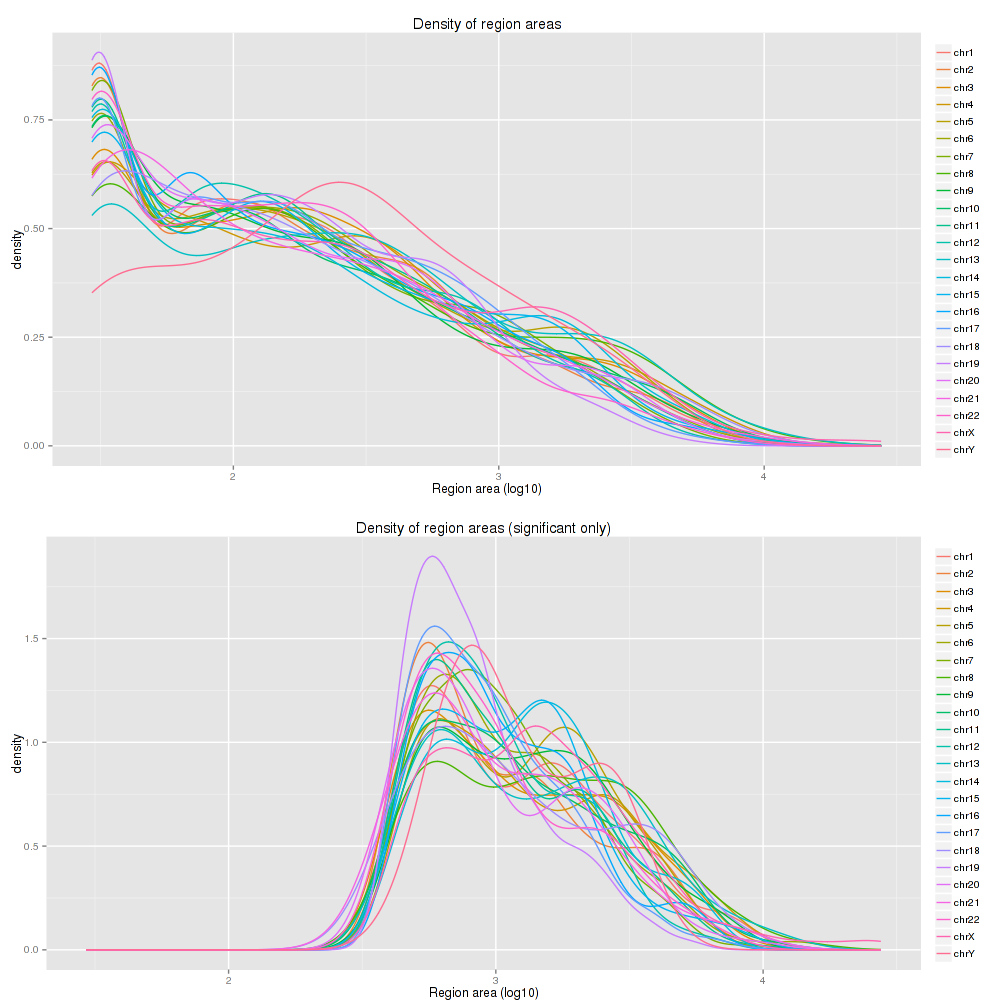 Density of region areas
0.75
0.50
0.25
0.00
density
2
3
4
Region area (log10)
chr1
chr2
chr3
chr4
chr5
chr6
chr7
chr8
chr9
chr10
chr11
chr12
chr13
chr14
chr15
chr16
chr17
chr18
chr19
chr20
chr21
chr22
chrX
chrY
Density of region areas (significant only)
1.5
1.0
0.5
0.0
density
2
3
4
Region area (log10)
chr1
chr2
chr3
chr4
chr5
chr6
chr7
chr8
chr9
chr10
chr11
chr12
chr13
chr14
chr15
chr16
chr17
chr18
chr19
chr20
chr21
chr22
chrX
chrY